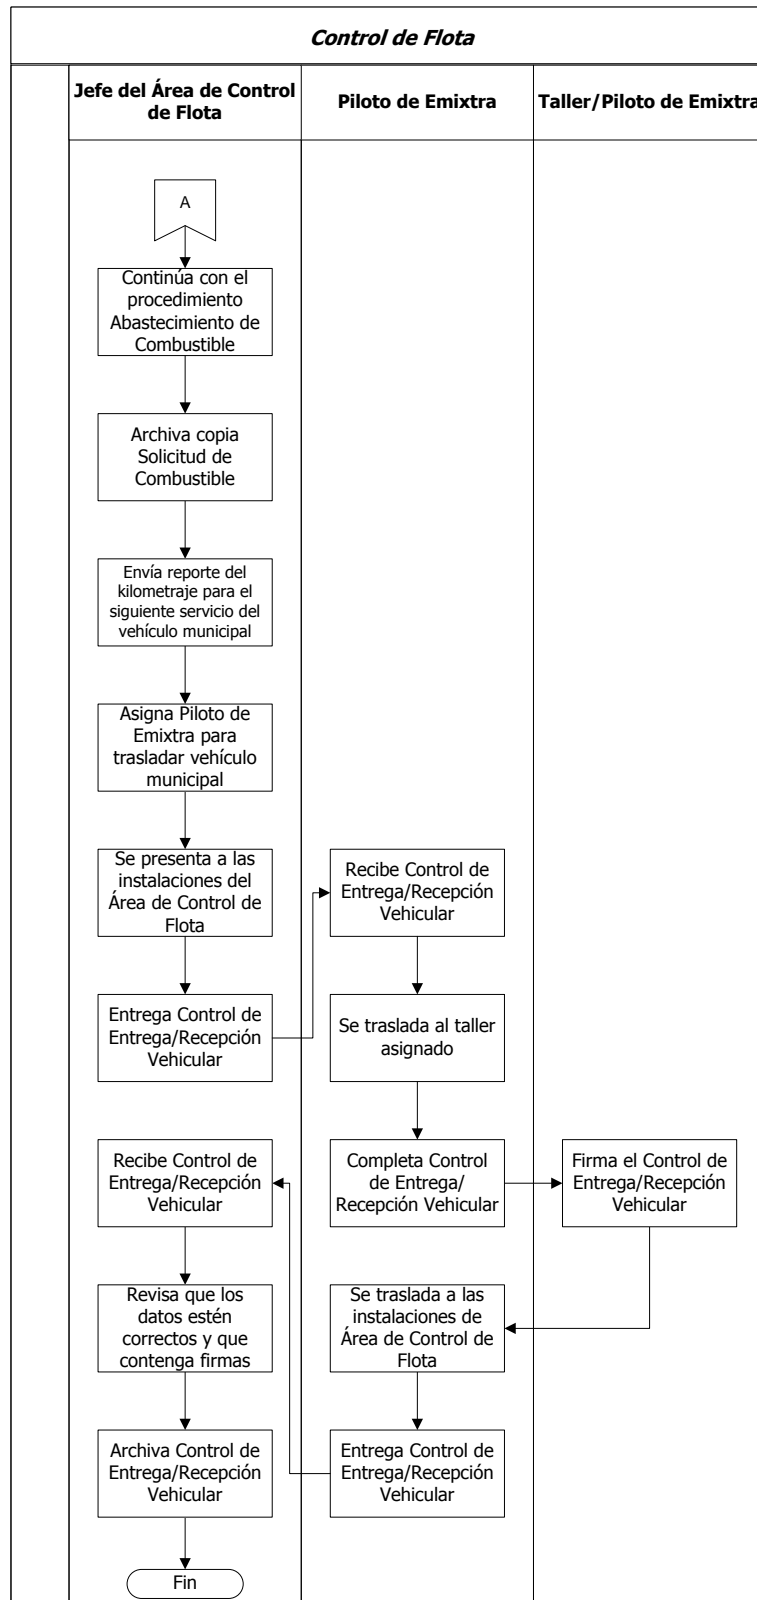 Control de Flota
Jefe del Área de Control
de Flota
Piloto de Emixtra
Taller/Piloto de Emixtra
A
Continúa con el
procedimiento
Abastecimiento de
Combustible
Archiva copia
Solicitud de
Combustible
Envía reporte del
kilometraje para el
siguiente servicio del
vehículo municipal
Asigna Piloto de
Emixtra para
trasladar vehículo
municipal
Se presenta a las
instalaciones del
Área de Control de
Flota
Entrega Control de
Entrega/Recepción
Vehicular
Recibe Control de
Entrega/Recepción
Vehicular
Se traslada al taller
asignado
Completa Control
de Entrega/
Recepción Vehicular
Firma el Control de
Entrega/Recepción
Vehicular
Se traslada a las
instalaciones de
Área de Control de
Flota
Entrega Control de
Entrega/Recepción
Vehicular
Recibe Control de
Entrega/Recepción
Vehicular
Revisa que los
datos estén
correctos y que
contenga firmas
Archiva Control de
Entrega/Recepción
Vehicular
Fin